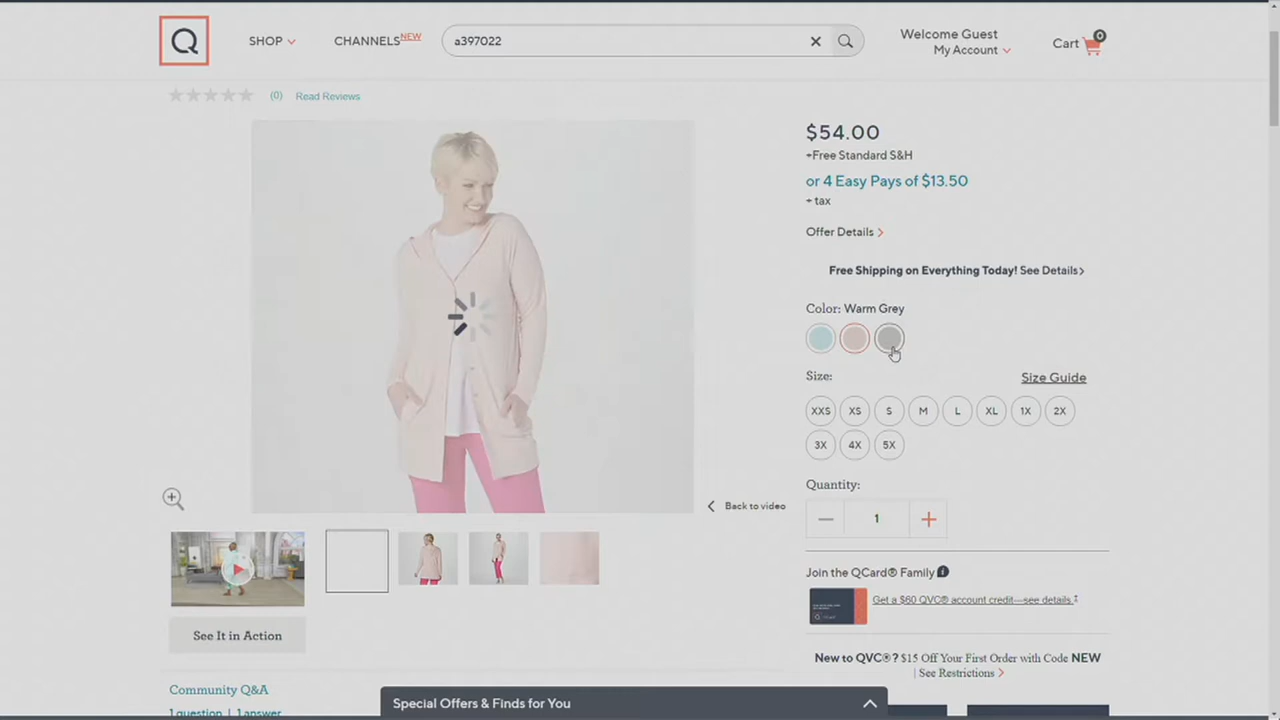 Q
SHOP
CHANNELS NEW
a397022
Welcome Guest
My Account
Cart 0
(0) Read Reviews
$54.00
+Free Standard S&H
or 4 Easy Pays of $13.50
+ tax
Offer Details
Free Shipping on Everything Today! See Details
Color: Warm Grey
Size: Size Guide
XXS XS S M L XL 1X 2X
3X 4X 5X
Back to video
Quantity:
1
See It in Action
Join the QCard® Family
Get a $60 QVC® account credit—see details.‡
New to QVC®? $15 Off Your First Order with Code NEW
| See Restrictions
Community Q&A
1 question | 1 answer
Special Offers & Finds for You